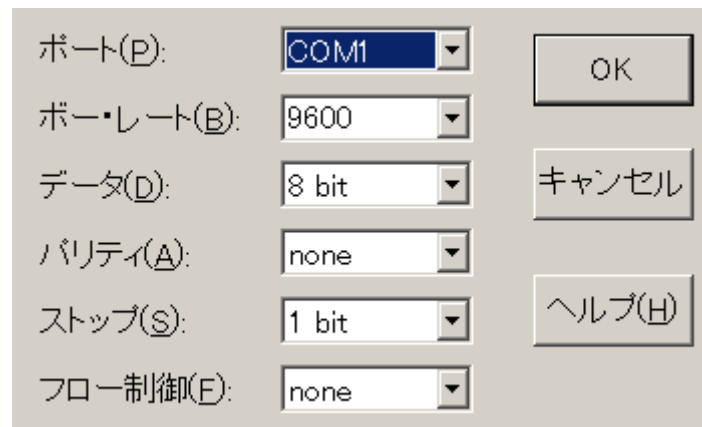 ポート(P): COM1
ボー・レート(B): 9600
データ(D): 8 bit
パリティ(A): none
ストップ(S): 1 bit
フロー制御(F): none
OK
キャンセル
ヘルプ(H)